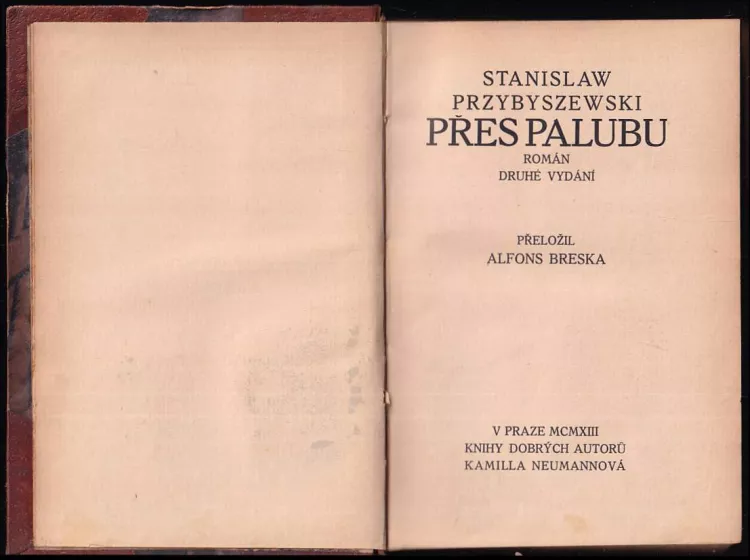 STANISLAW
PRZYBYSZEWSKI
PŘES PALUBU
ROMÁN
DRUHÉ VYDÁNÍ
PŘELOŽIL
ALFONS BRESKA
V PRAZE MCMXIII
KNIHY DOBRÝCH AUTORŮ
KAMILLA NEUMANNOVÁ